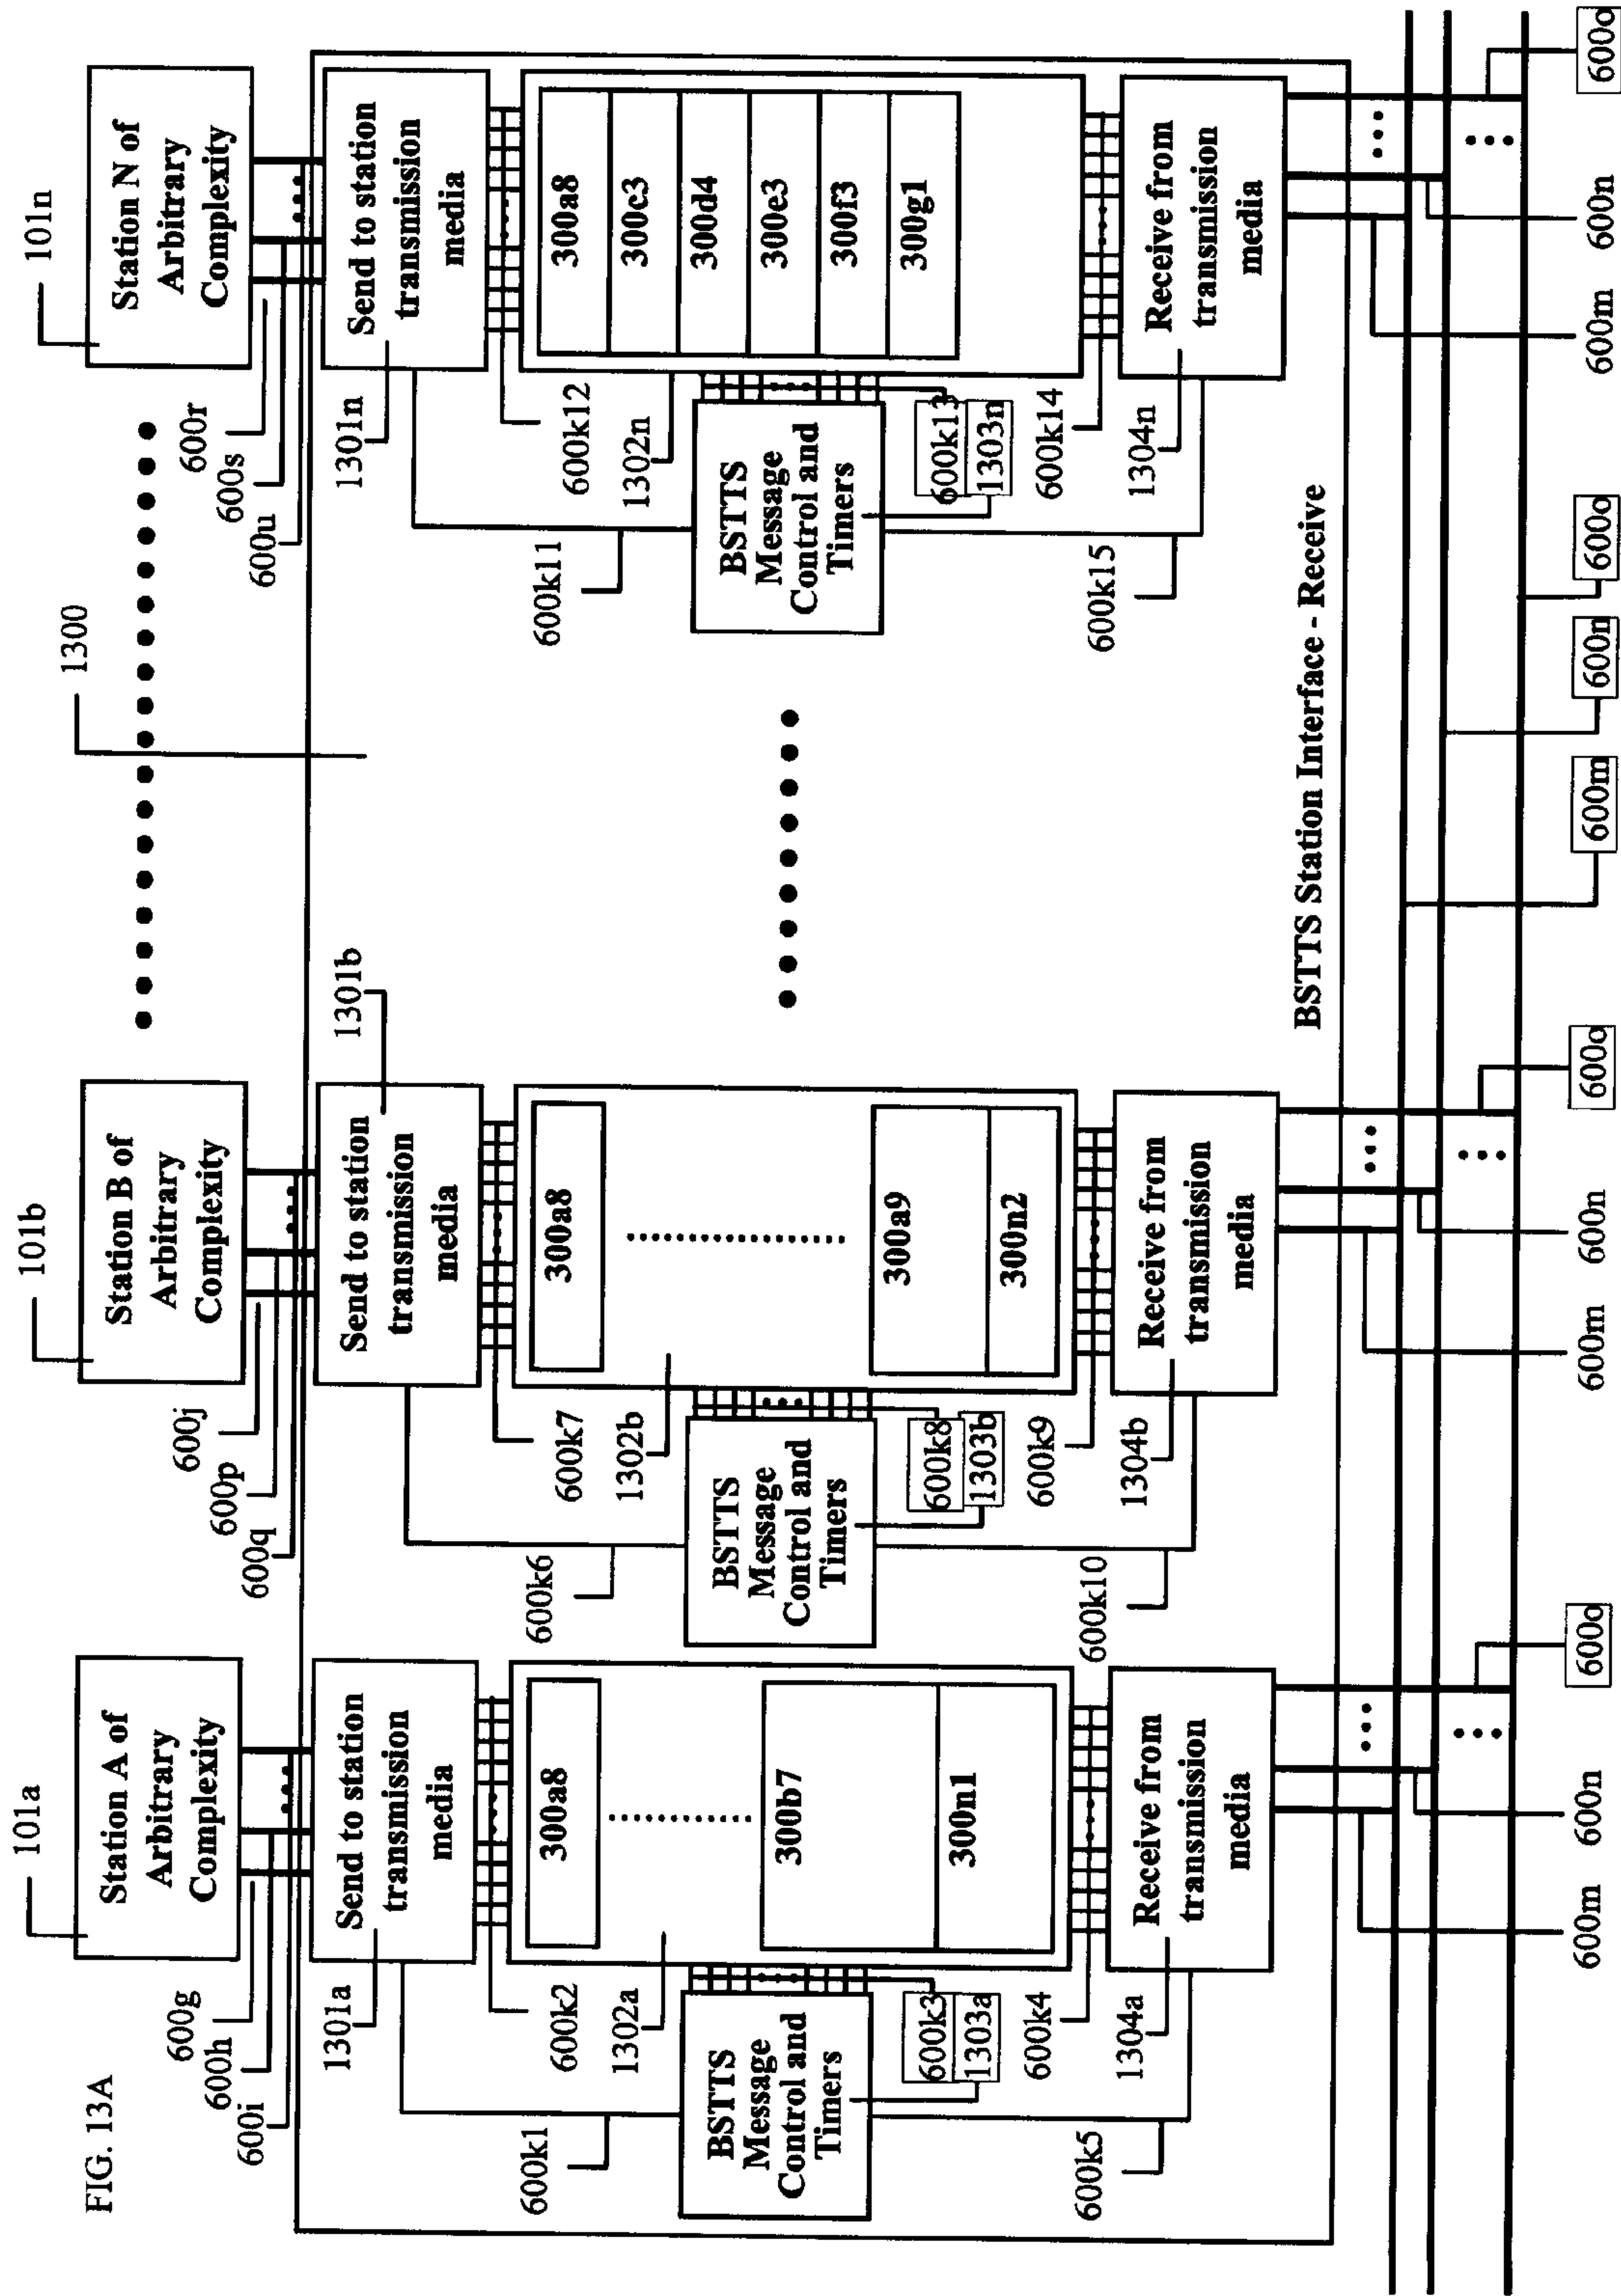 FIG. 13A
101a
Station A of
Arbitrary
Complexity
600g
600h
600i
1301a
Send to station
transmission
media
600k1
600k2
1302a
300a8
300b7
300n1
BSTTS
Message
Control and
Timers
600k3
1303a
600k4
1304a
600k5
Receive from
transmission
media
600m
600n
600o
101b
Station B of
Arbitrary
Complexity
600j
600p
600q
1301b
Send to station
transmission
media
600k6
600k7
1302b
300a8
300a9
300n2
BSTTS
Message
Control and
Timers
600k8
1303b
600k9
1304b
600k10
Receive from
transmission
media
600m
600n
600o
1300
BSTTS Station Interface - Receive
600m
600n
600o
101n
Station N of
Arbitrary
Complexity
600r
600s
600u
1301n
Send to station
transmission
media
600k11
600k12
1302n
300a8
300c3
300d4
300e3
300f3
300g1
BSTTS
Message
Control and
Timers
600k13
1303n
600k14
1304n
600k15
Receive from
transmission
media
600m
600n
600o